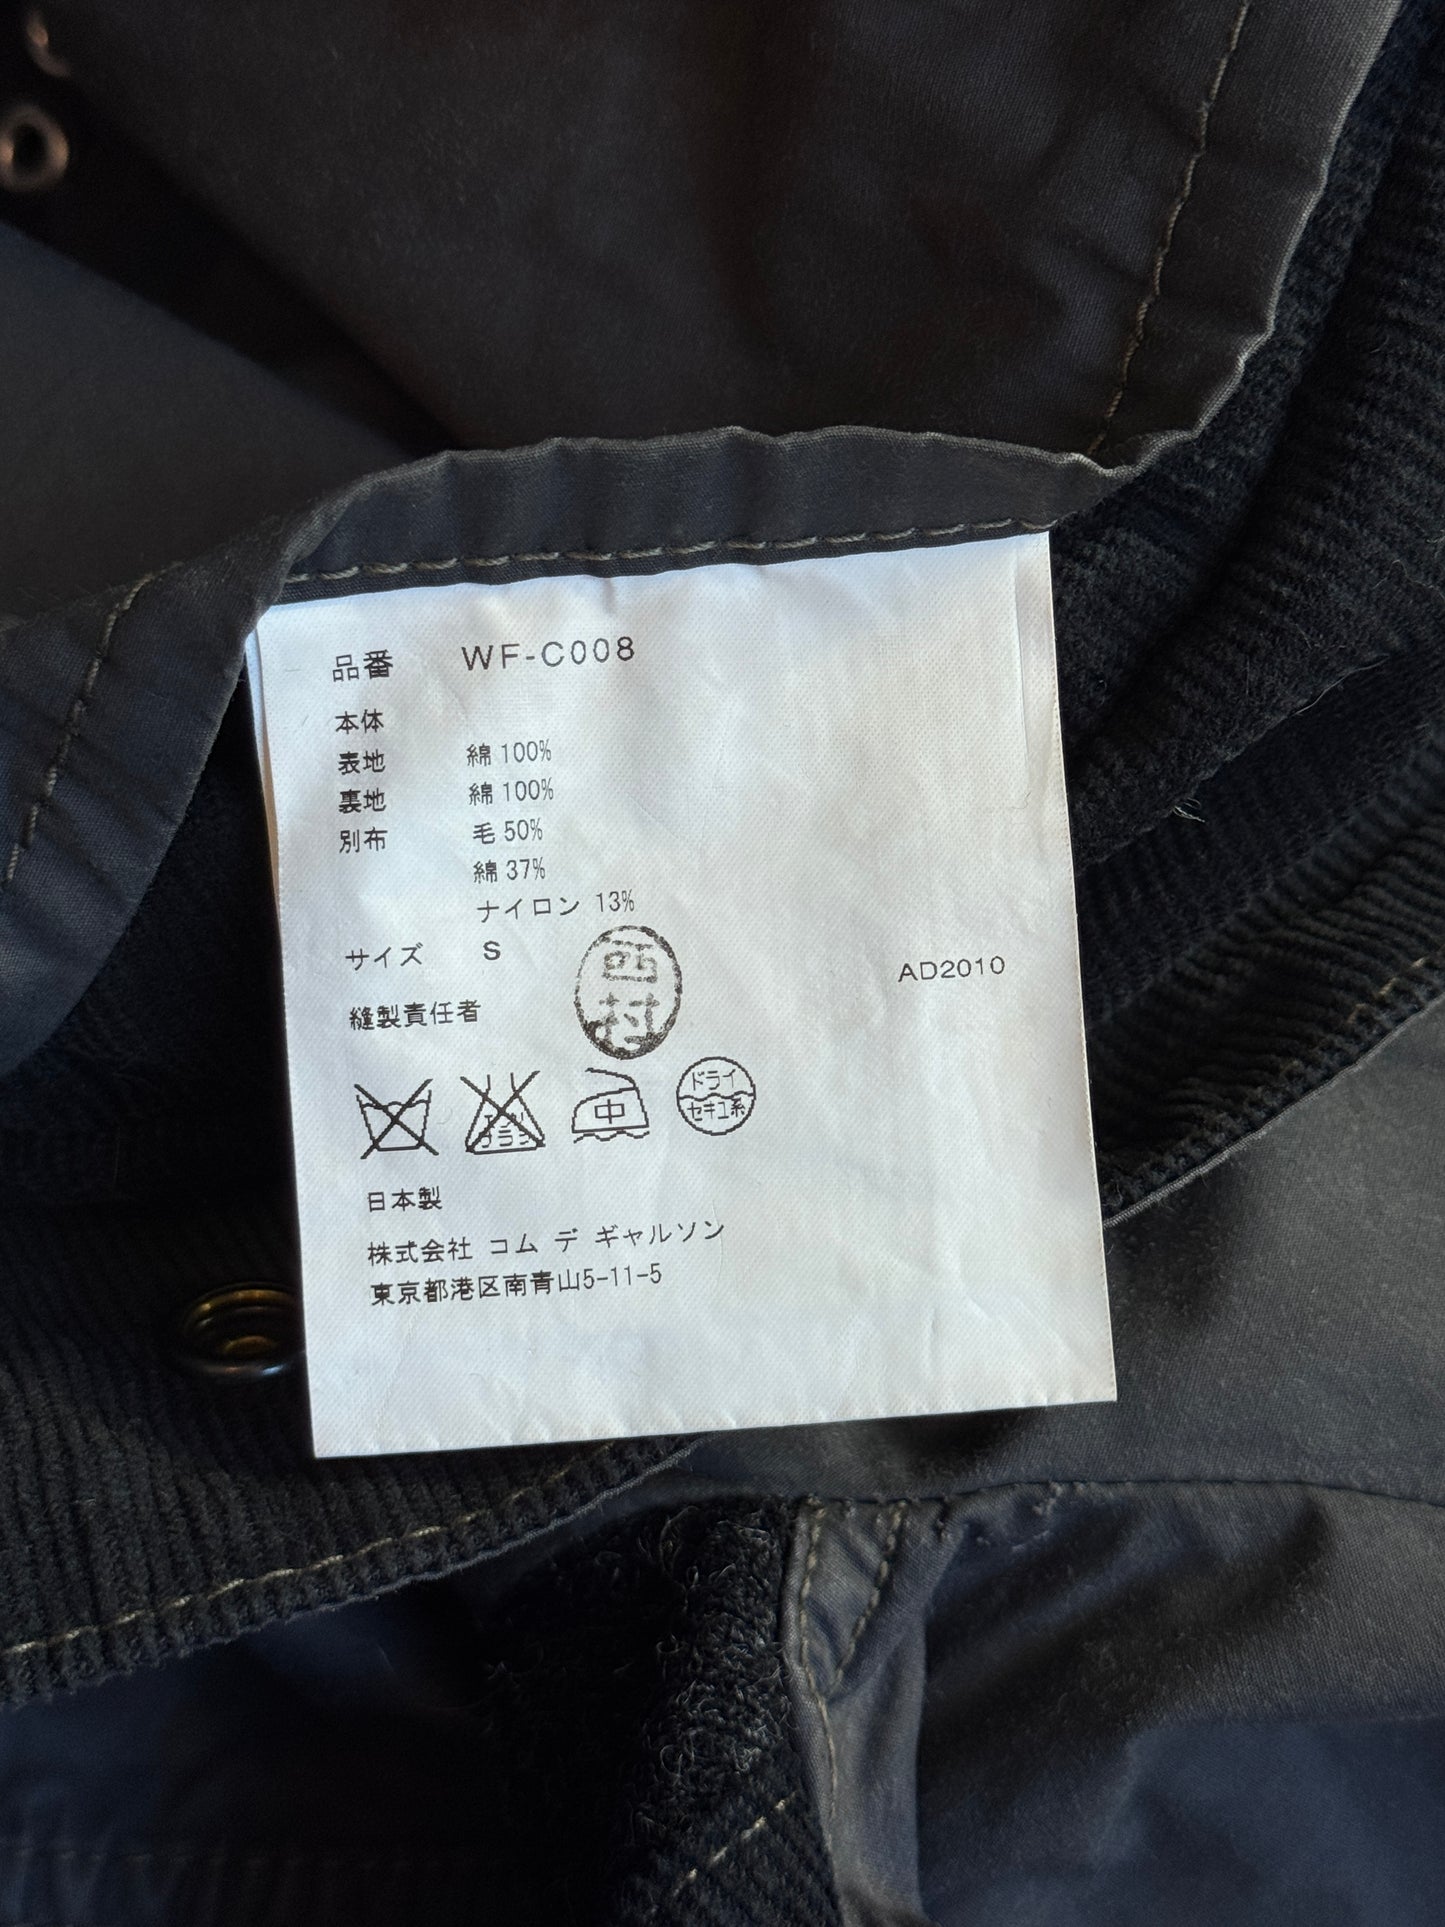 品番 WF-C008
本体
表地 綿 100%
裏地 綿 100%
別布 毛 50%
綿 37%
ナイロン 13%
サイズ S
西村
AD2010
縫製責任者
中
ドライ
セキユ系
日本製
株式会社 コム デ ギャルソン
東京都港区南青山5-11-5